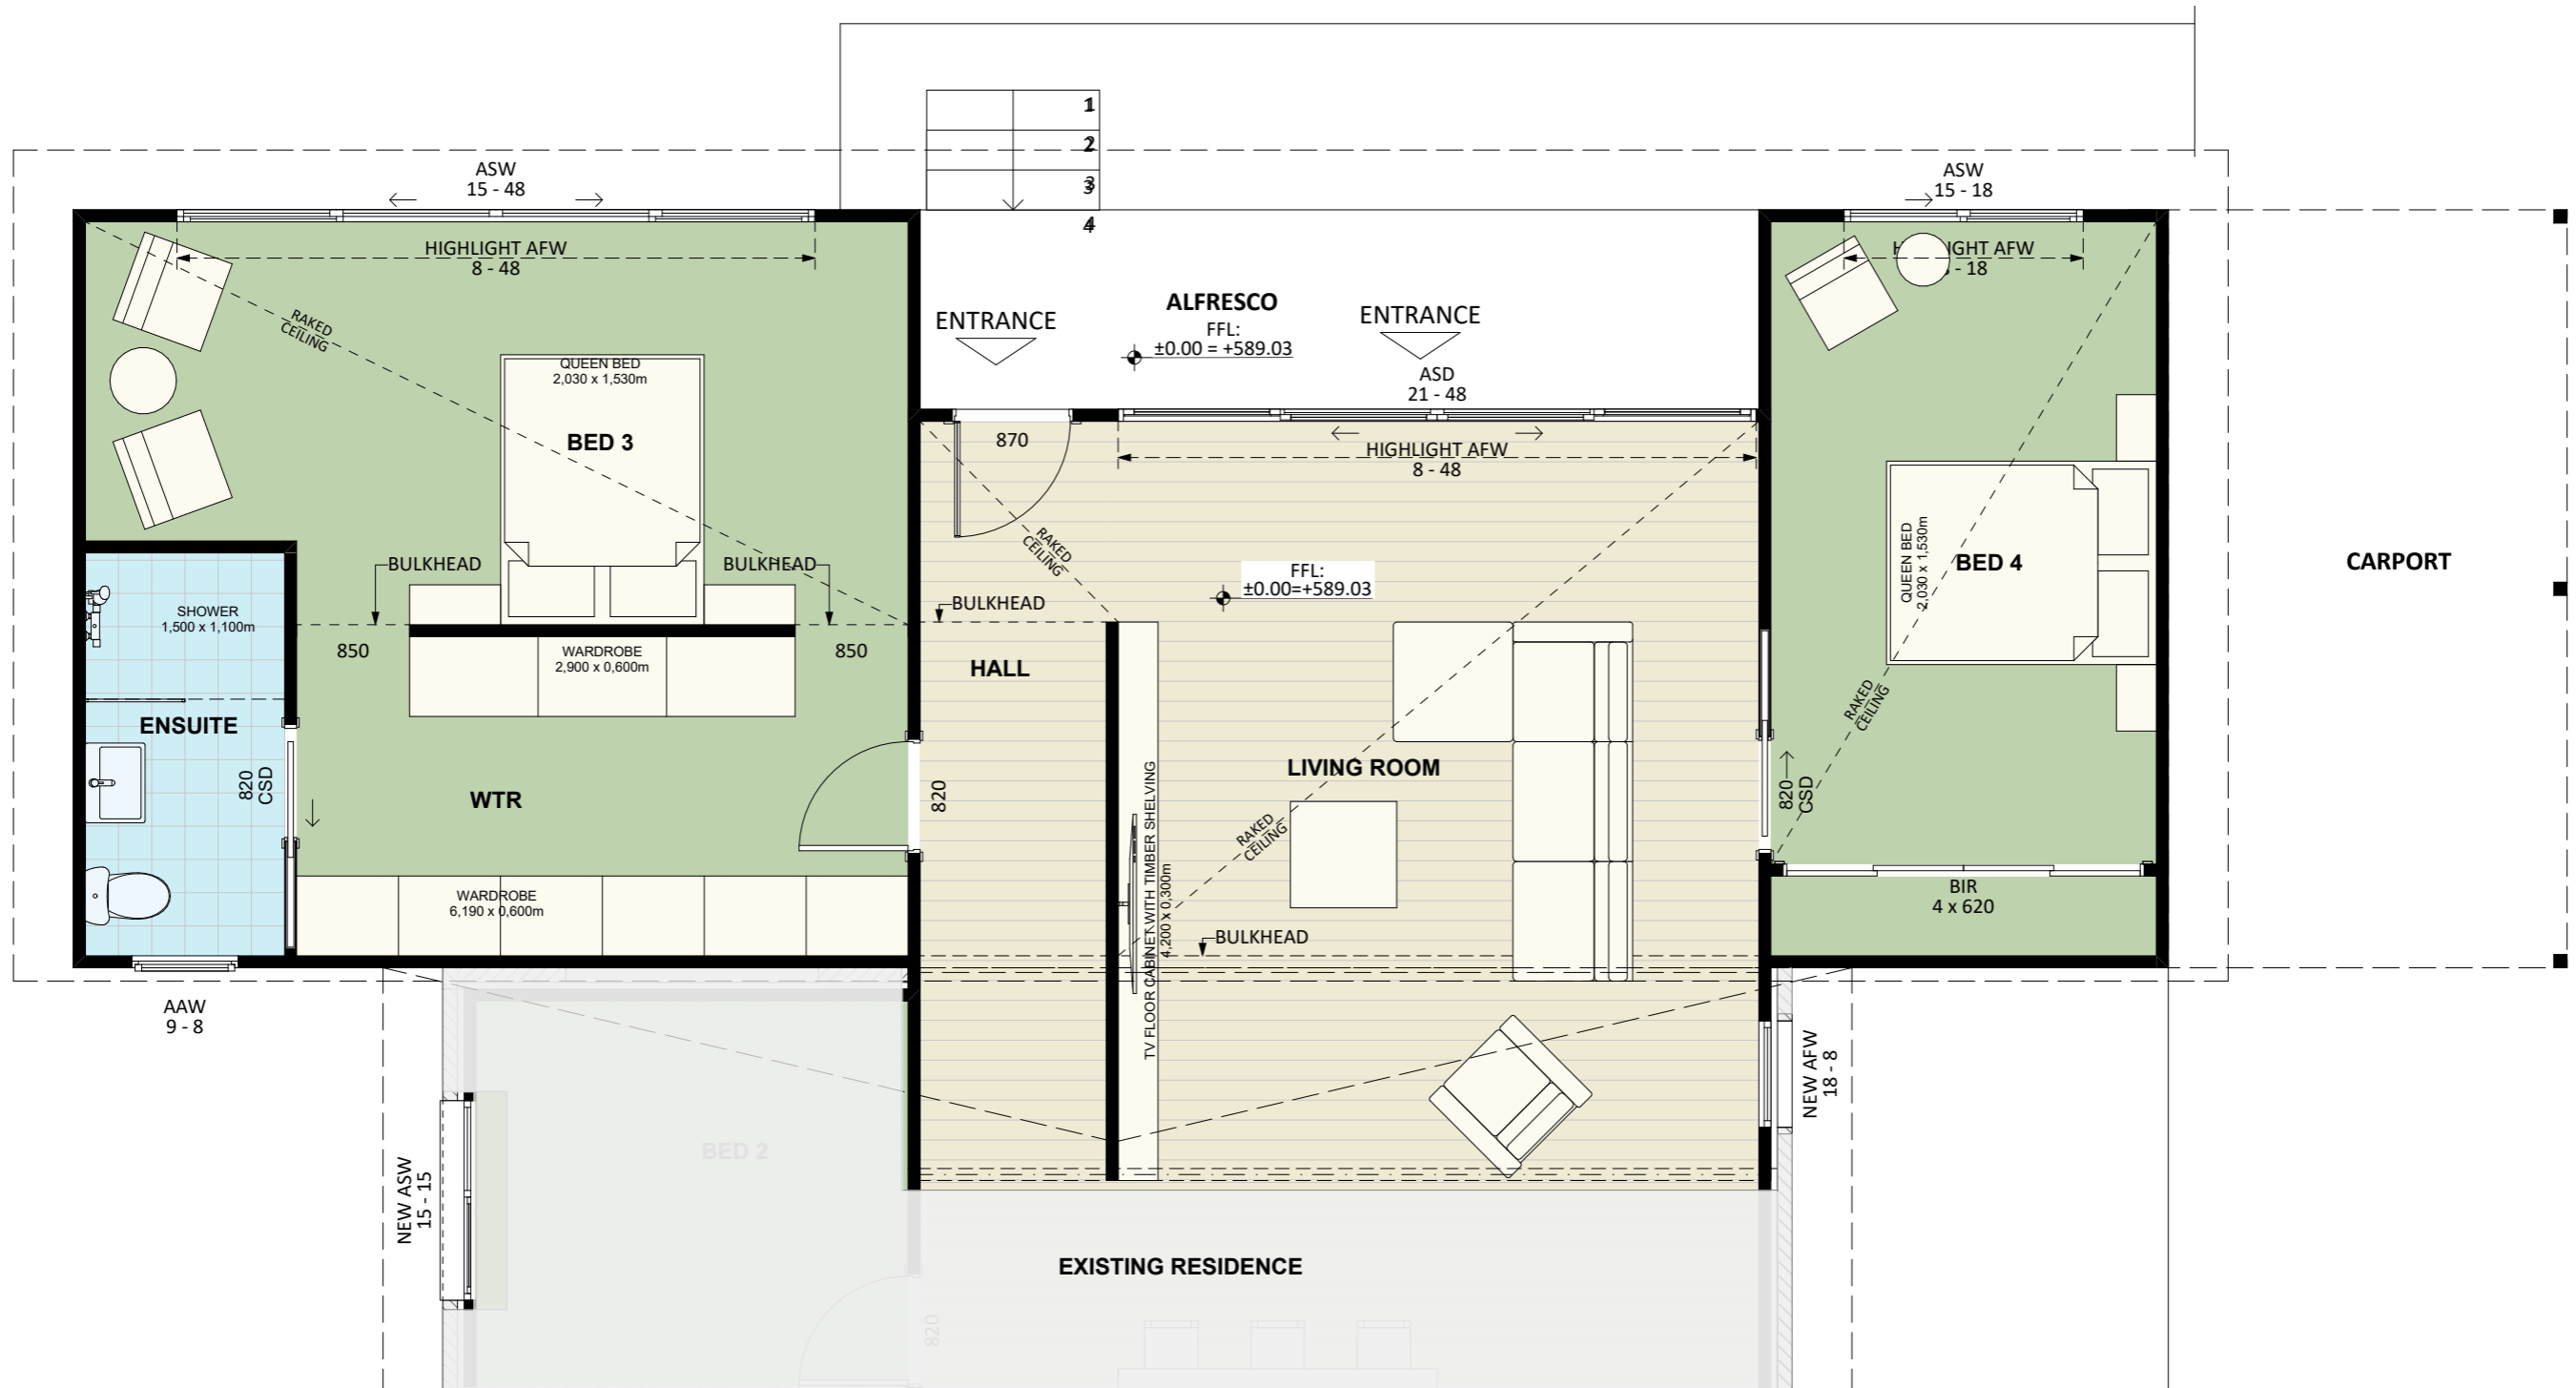 1
2
3
4
ASW
15 - 48
ASW
15 - 18
HIGHLIGHT AFW
8 - 48
- 18
ALFRESCO
FFL:
±0.00 = +589.03
ENTRANCE
ENTRANCE
ASD
21 - 48
RAKED
CEILING
QUEEN BED
2,030 x 1,530m
BED 3
870
HIGHLIGHT AFW
8 - 48
RAKED
CEILING
BULKHEAD
BULKHEAD
BULKHEAD
FFL:
±0.00=+589.03
QUEEN BED
2,030 x 1,530m
BED 4
CARPORT
SHOWER
1,500 x 1,100m
850
WARDROBE
2,900 x 0,600m
850
HALL
RAKED
CEILING
ENSUITE
820
CSD
WTR
820
LIVING ROOM
820
CSD
TV FLOOR CABINET WITH TIMBER SHELVING
4,200 x 0,300m
RAKED
CEILING
WARDROBE
6,190 x 0,600m
BIR
4 x 620
BULKHEAD
AAW
9 - 8
NEW AFW
18 - 8
BED 2
NEW ASW
15 - 15
EXISTING RESIDENCE
820